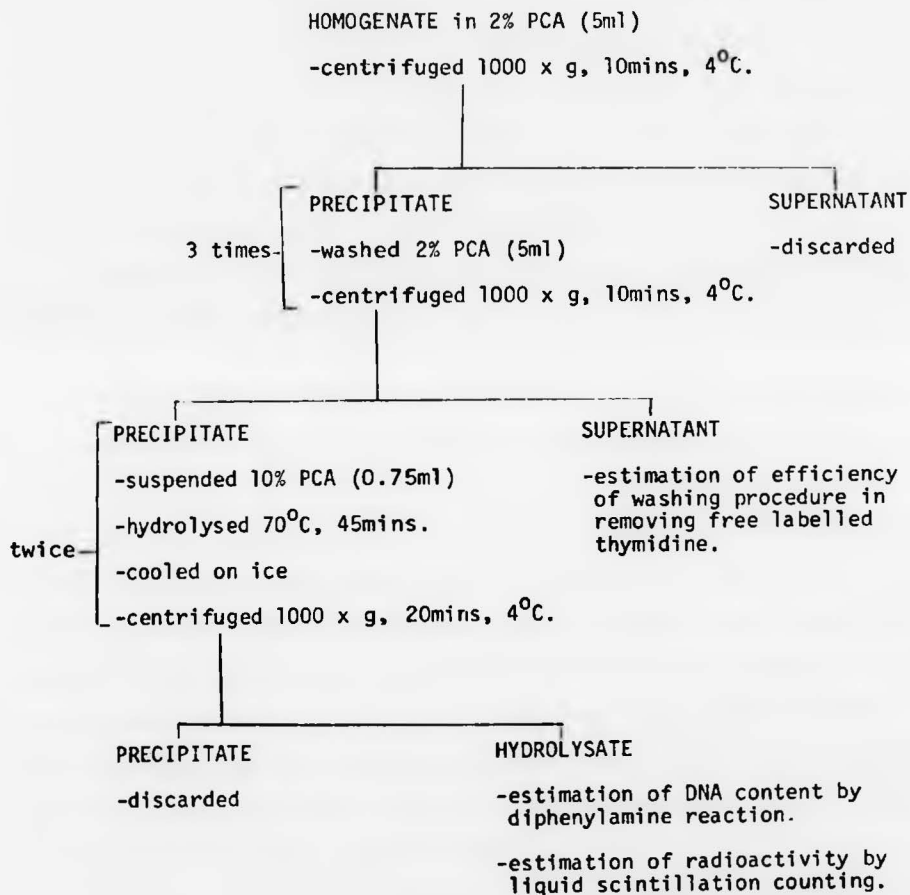 HOMOGENATE in 2% PCA (5ml)
-centrifuged 1000 x g, 10mins, 4°C.
3 times
PRECIPITATE
-washed 2% PCA (5ml)
-centrifuged 1000 x g, 10mins, 4°C.
SUPERNATANT
-discarded
twice
PRECIPITATE
-suspended 10% PCA (0.75ml)
-hydrolysed 70°C, 45mins.
-cooled on ice
-centrifuged 1000 x g, 20mins, 4°C.
SUPERNATANT
-estimation of efficiency
of washing procedure in
removing free labelled
thymidine.
PRECIPITATE
-discarded
HYDROLYSATE
-estimation of DNA content by
diphenylamine reaction.
-estimation of radioactivity by
liquid scintillation counting.